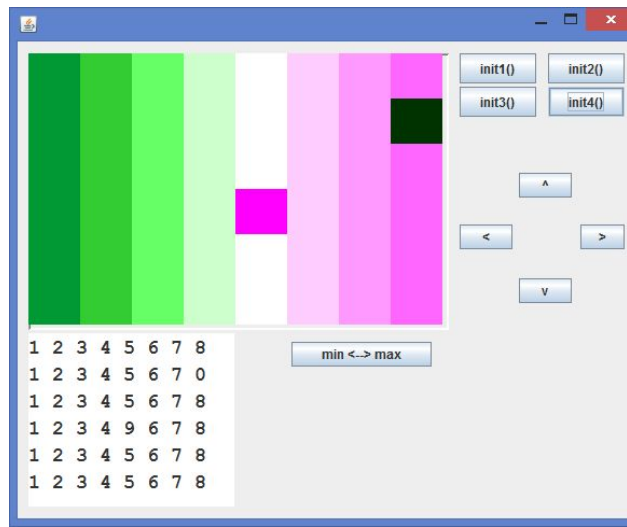 init1() init2()
init3() init4()
^
< >
v
min <--> max
1 2 3 4 5 6 7 8
1 2 3 4 5 6 7 0
1 2 3 4 5 6 7 8
1 2 3 4 9 6 7 8
1 2 3 4 5 6 7 8
1 2 3 4 5 6 7 8